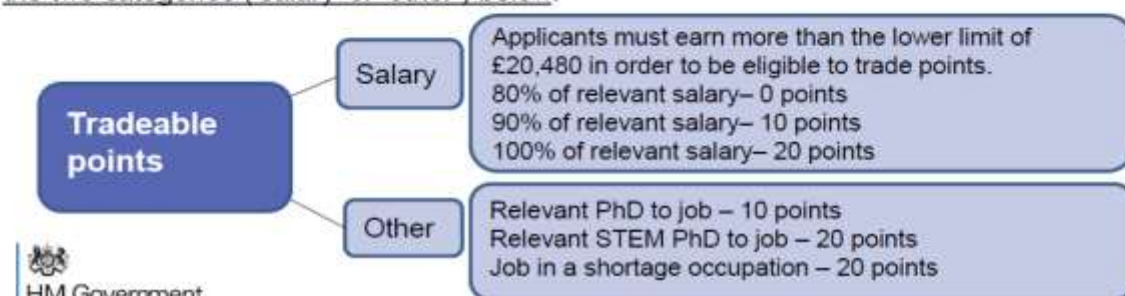 Tradeable
points
Salary
Applicants must earn more than the lower limit of
£20,480 in order to be eligible to trade points.
80% of relevant salary– 0 points
90% of relevant salary– 10 points
100% of relevant salary– 20 points
Other
Relevant PhD to job – 10 points
Relevant STEM PhD to job – 20 points
Job in a shortage occupation – 20 points
HM Government